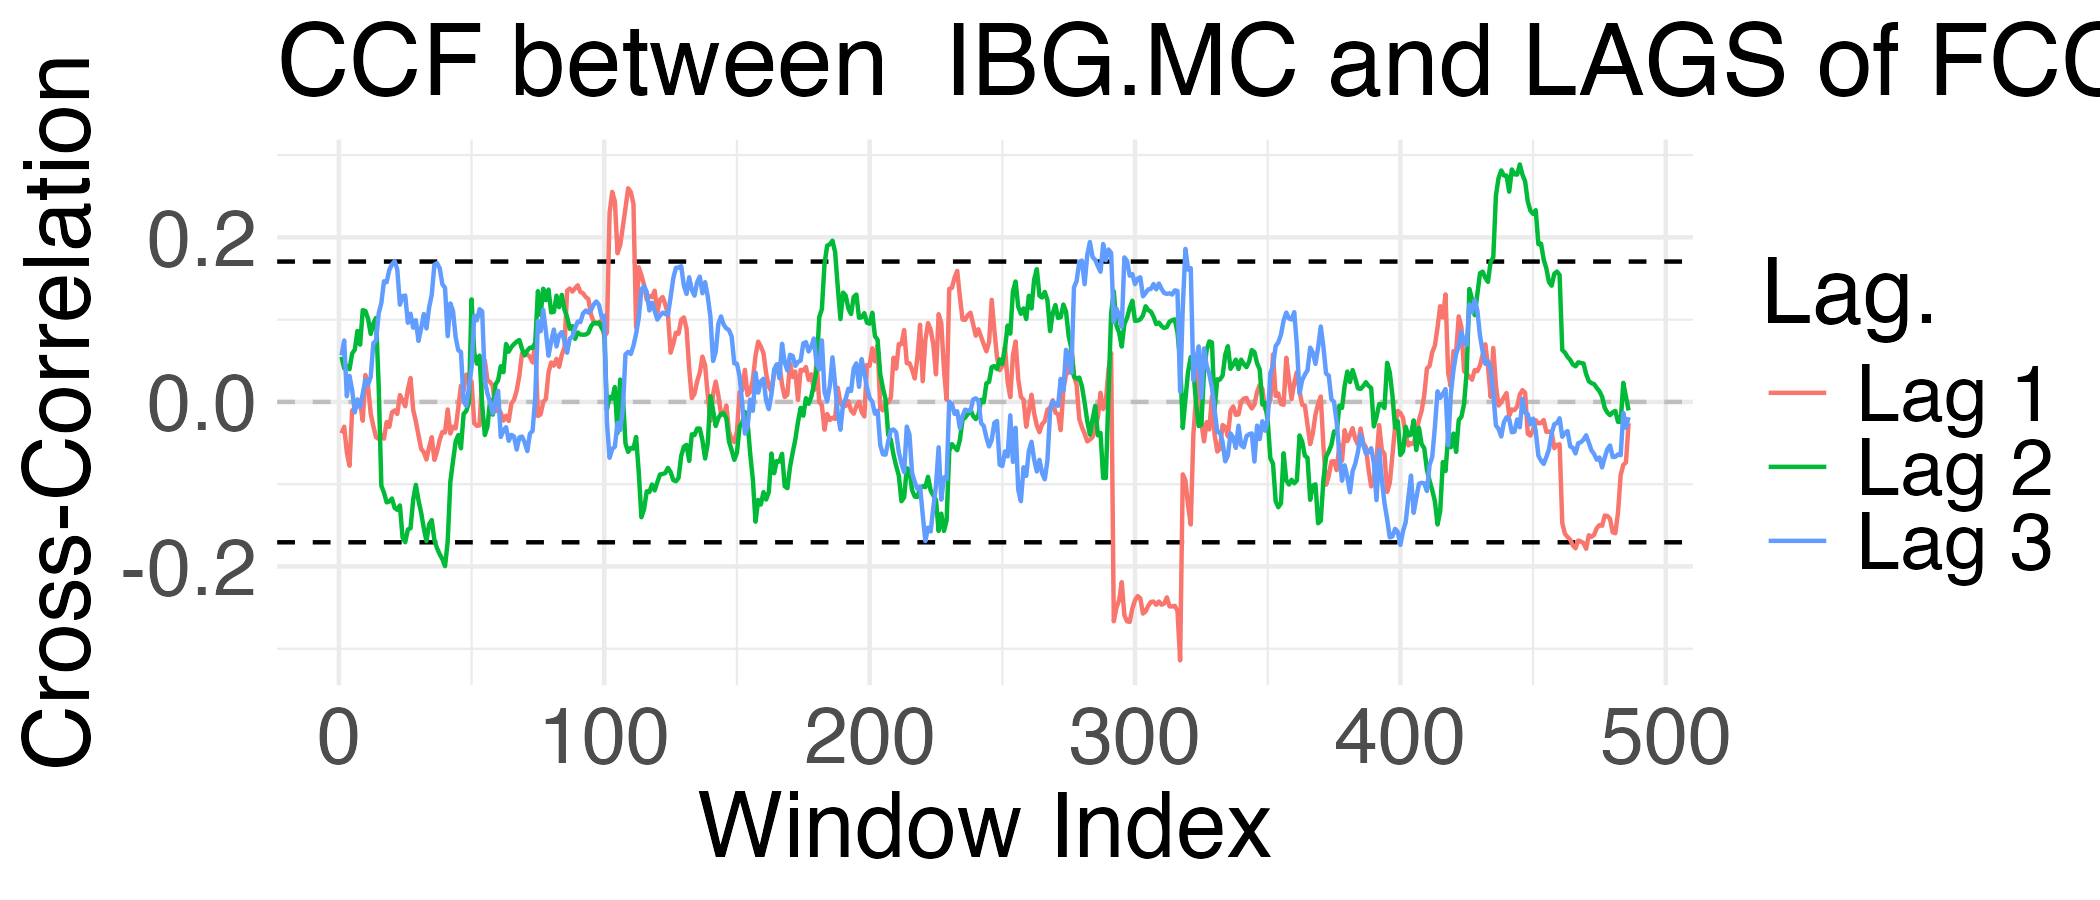 CCF between  IBG.MC and LAGS of FCC
Cross-Correlation
0.2
0.0
-0.2
0
100
200
300
400
500
Window Index
Lag.
Lag 1
Lag 2
Lag 3